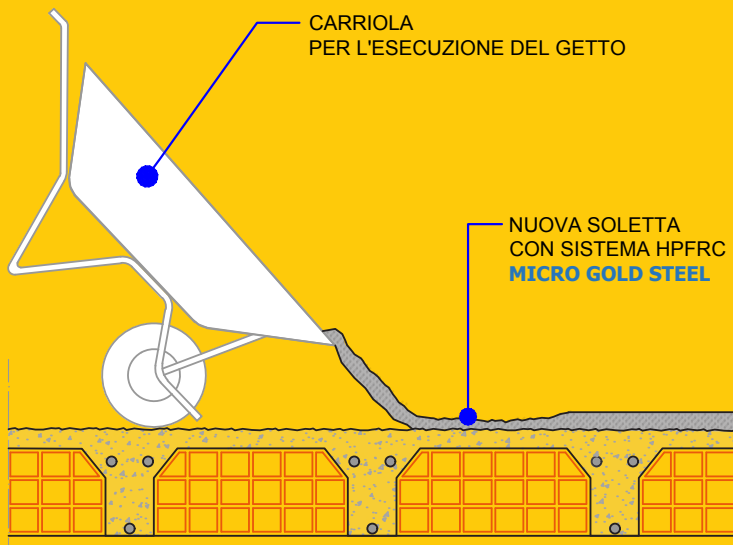 CARRIOLA
PER L'ESECUZIONE DEL GETTO
NUOVA SOLETTA
CON SISTEMA HPFRC
MICRO GOLD STEEL